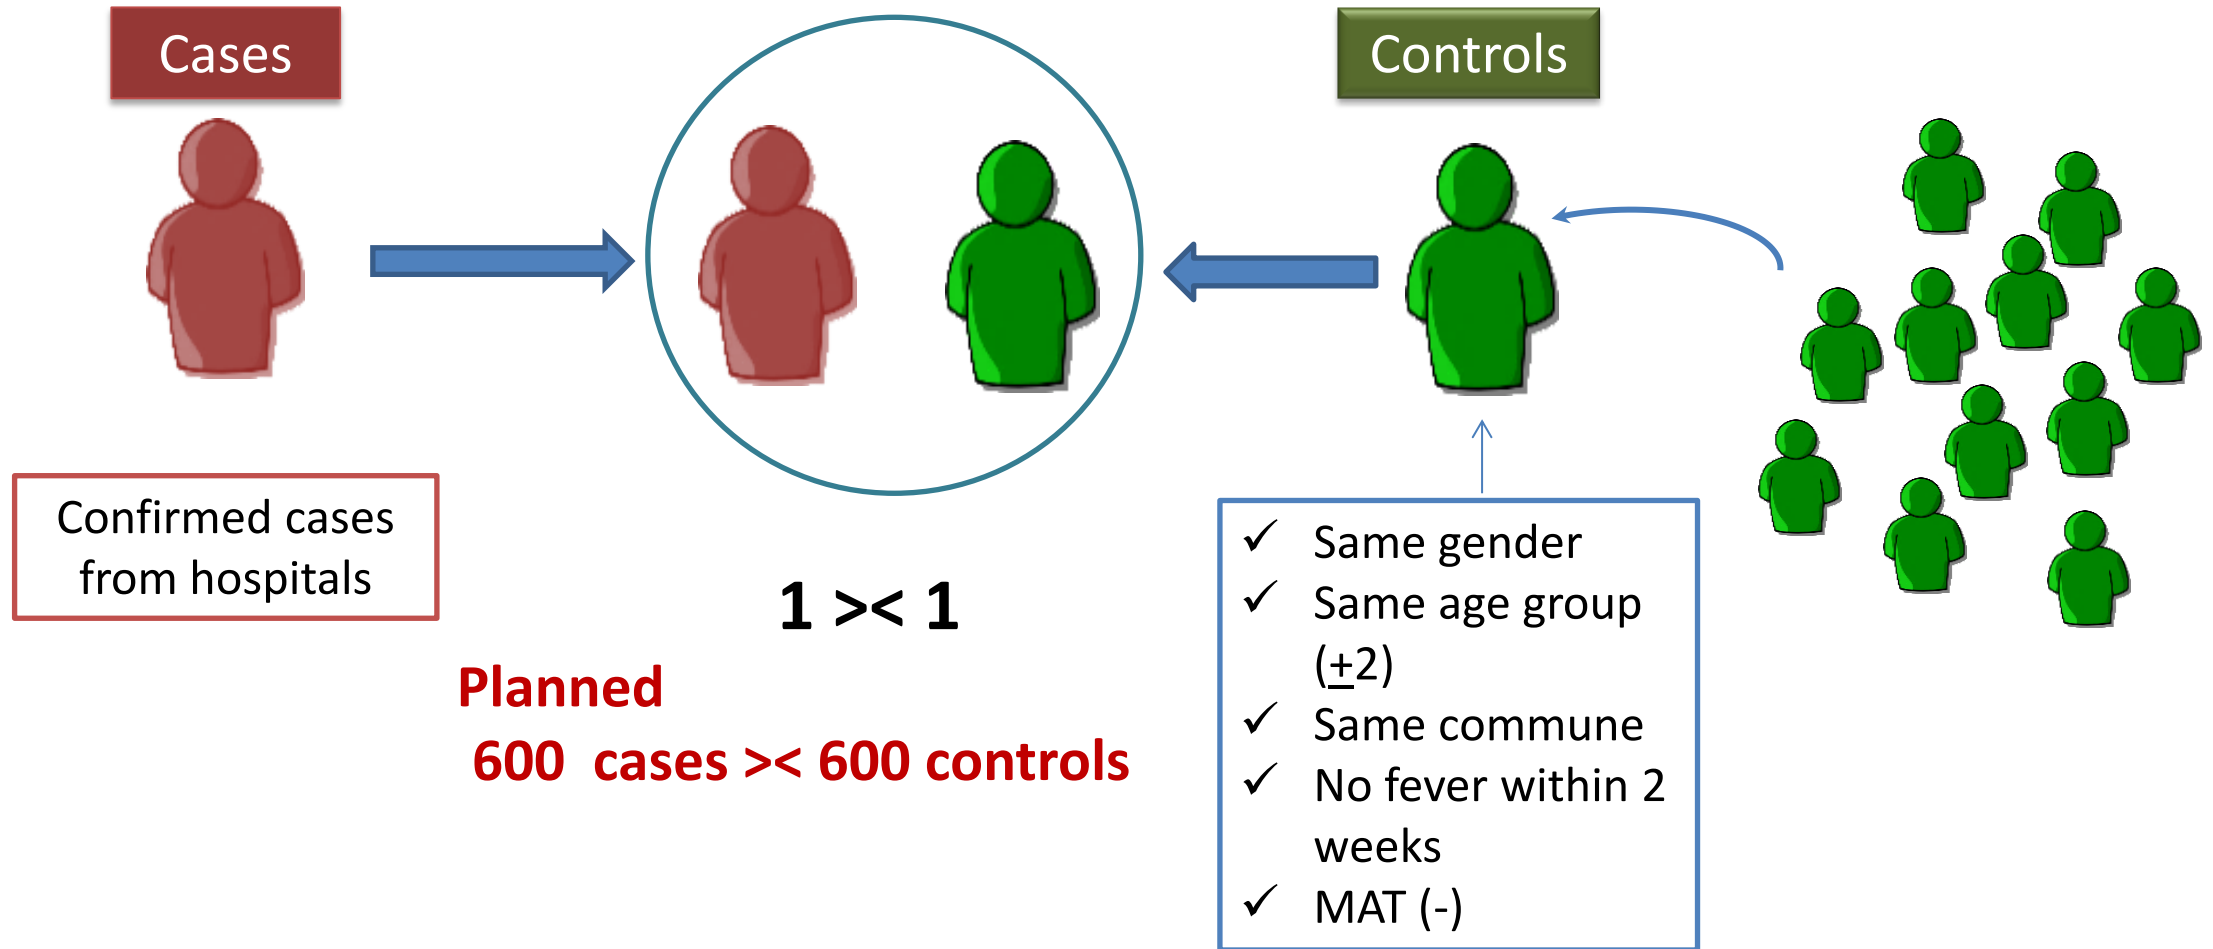 Cases
Controls
Confirmed cases
from hospitals
1 >< 1
Planned
600 cases >< 600 controls
✓ Same gender
✓ Same age group
(±2)
✓ Same commune
✓ No fever within 2
weeks
✓ MAT (-)